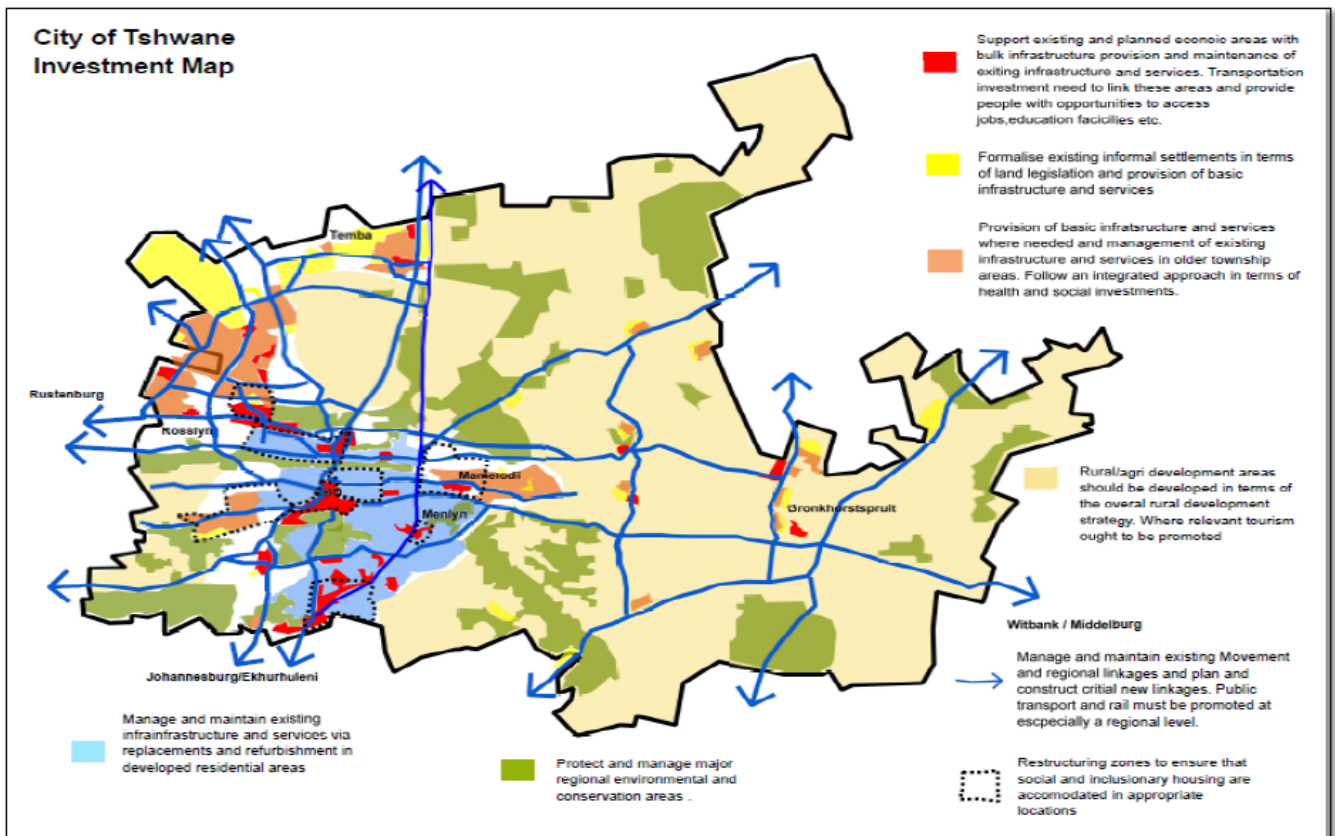 City of Tshwane
Investment Map
Support existing and planned econoic areas with
bulk infrastructure provision and maintenance of
exiting infrastructure and services. Transportation
investment need to link these areas and provide
people with opportunities to access
jobs,education facicilies etc.
Formalise existing informal settlements in terms
of land legislation and provision of basic
infrastructure and services
Provision of basic infratsructure and services
where needed and management of existing
infrastructure and services in older township
areas. Follow an integrated approach in terms of
health and social investments.
Temba
Rustenburg
Rosslyn
Mamelodi
Menlyn
Bronkhorstspruit
Rural/agri development areas
should be developed in terms of
the overal rural development
strategy. Where relevant tourism
ought to be promoted
Witbank / Middelburg
Johannesburg/Ekhurhuleni
Manage and maintain existing Movement
and regional linkages and plan and
construct critial new linkages. Public
transport and rail must be promoted at
escpecially a regional level.
Manage and maintain existing
infrainfrastructure and services via
replacements and refurbishment in
developed residential areas
Protect and manage major
regional environmental and
conservation areas .
Restructuring zones to ensure that
social and inclusionary housing are
accomodated in appropriate
locations